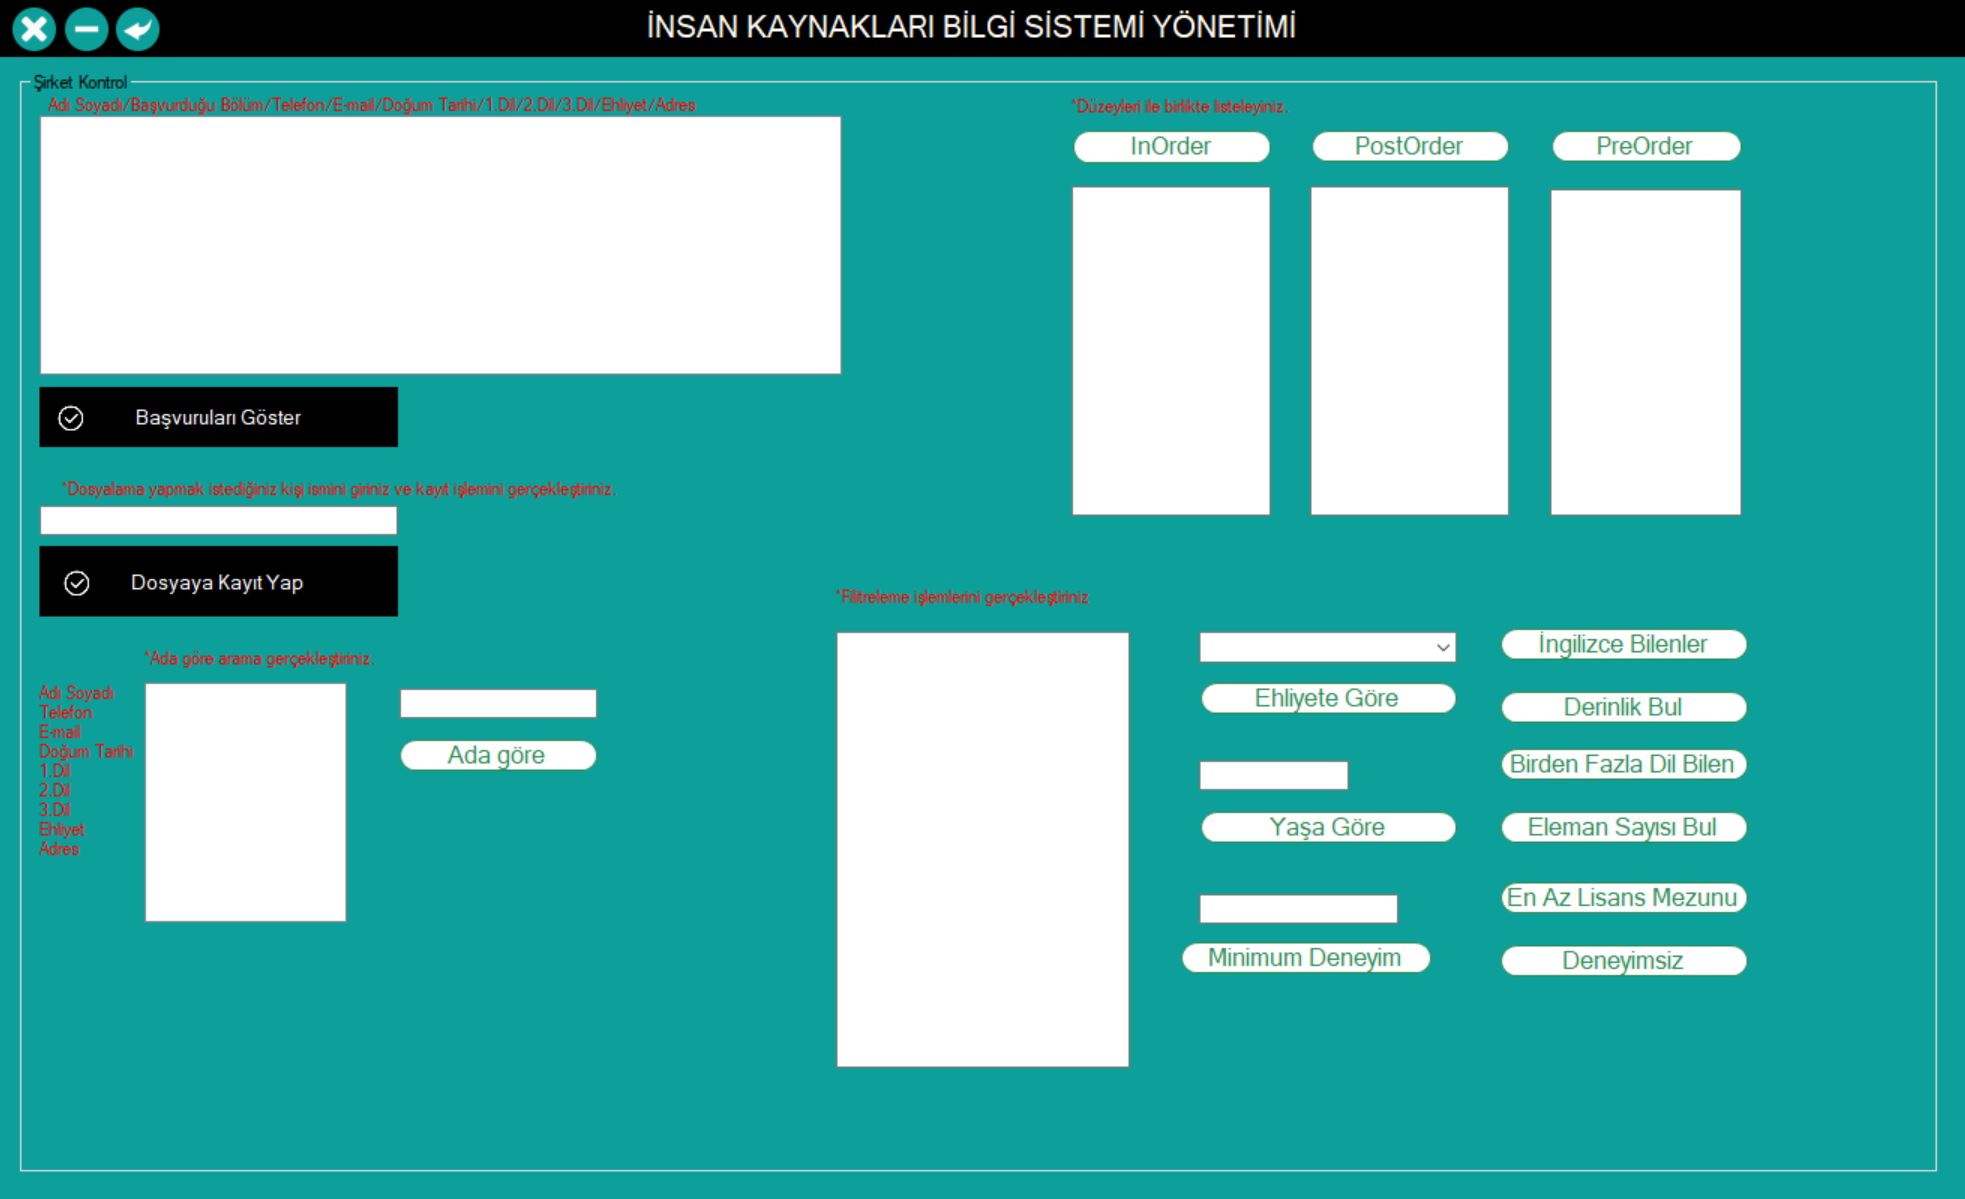 İNSAN KAYNAKLARI BİLGİ SİSTEMİ YÖNETİMİ
Şirket Kontrol
Adı Soyadı/Başvurduğu Bölüm/Telefon/E-mail/Doğum Tarihi/1.Dil/2.Dil/3.Dil/Ehliyet/Adres
*Düzeyleri ile birlikte listeleyiniz.
InOrder
PostOrder
PreOrder
Başvuruları Göster
*Dosyalama yapmak istediğiniz kişi ismini giriniz ve kayıt işlemini gerçekleştiriniz.
Dosyaya Kayıt Yap
*Ada göre arama gerçekleştiriniz.
Adı Soyadı
Telefon
E-mail
Doğum Tarihi
1.Dil
2.Dil
3.Dil
Ehliyet
Adres
Ada göre
*Filitreleme işlemlerini gerçekleştiriniz
Ehliyete Göre
Yaşa Göre
Minimum Deneyim
İngilizce Bilenler
Derinlik Bul
Birden Fazla Dil Bilen
Eleman Sayısı Bul
En Az Lisans Mezunu
Deneyimsiz